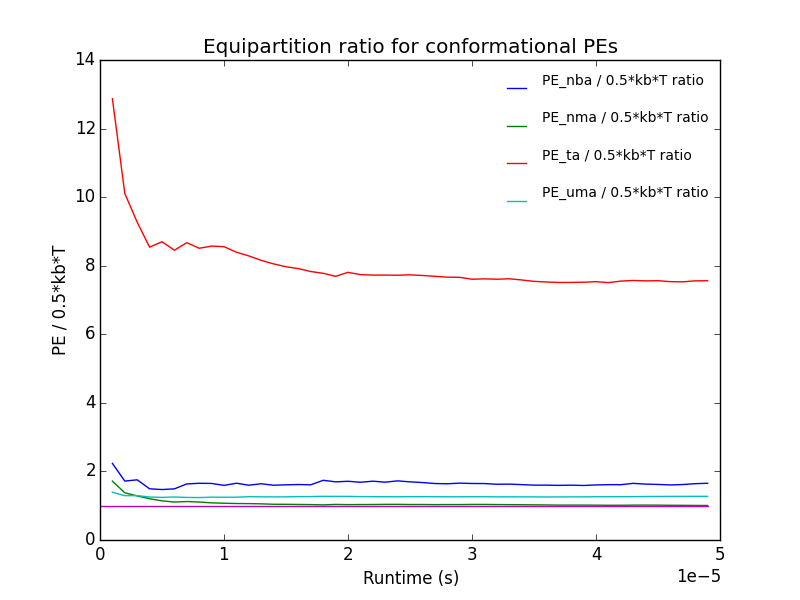 Equipartition ratio for conformational PEs
PE_nba / 0.5*kb*T ratio
PE_nma / 0.5*kb*T ratio
PE_ta / 0.5*kb*T ratio
PE_uma / 0.5*kb*T ratio
PE / 0.5*kb*T
14
12
10
8
6
4
2
0
0 1 2 3 4 5
1e−5
Runtime (s)